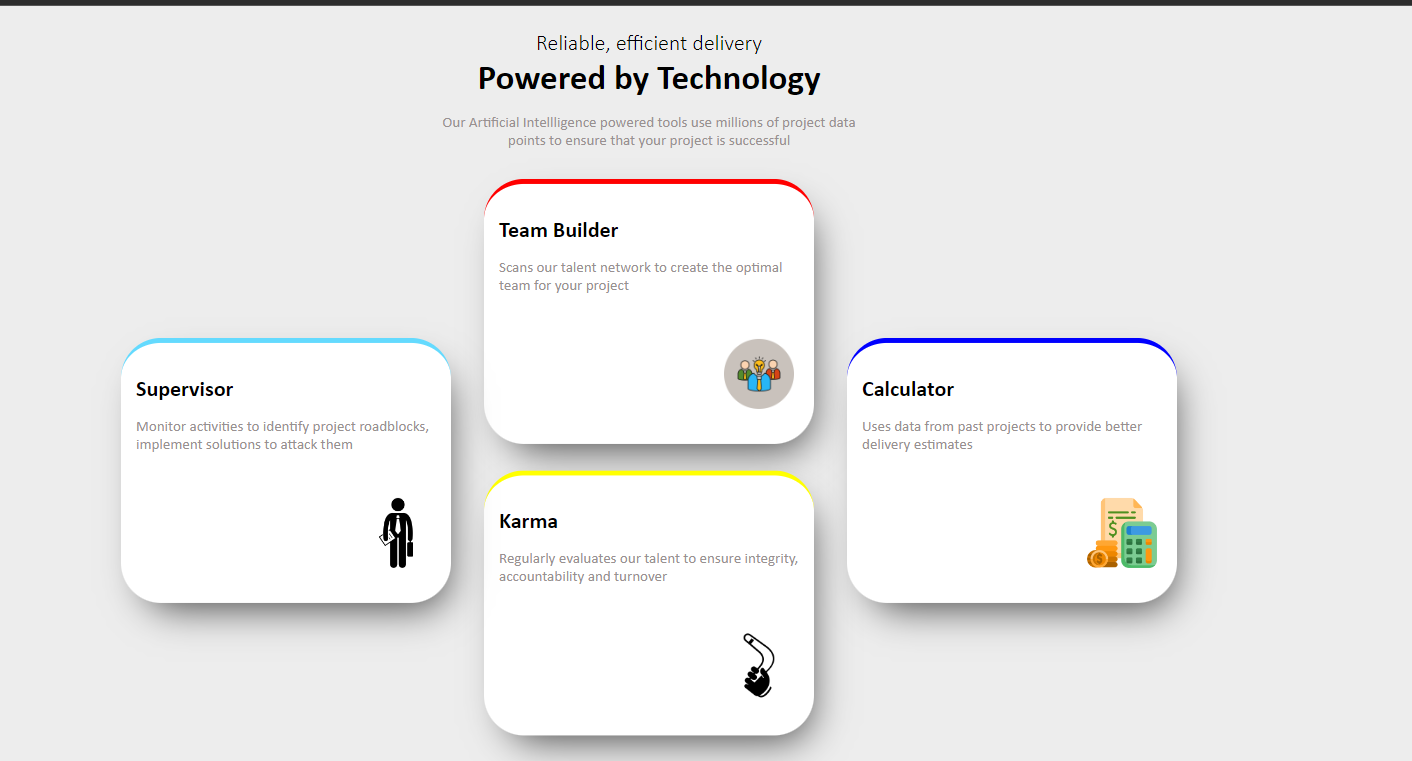 Reliable, efficient delivery
Powered by Technology
Our Artificial Intellligence powered tools use millions of project data
points to ensure that your project is successful
Team Builder
Scans our talent network to create the optimal
team for your project
Supervisor
Monitor activities to identify project roadblocks,
implement solutions to attack them
Calculator
Uses data from past projects to provide better
delivery estimates
$
$
Karma
Regularly evaluates our talent to ensure integrity,
accountability and turnover